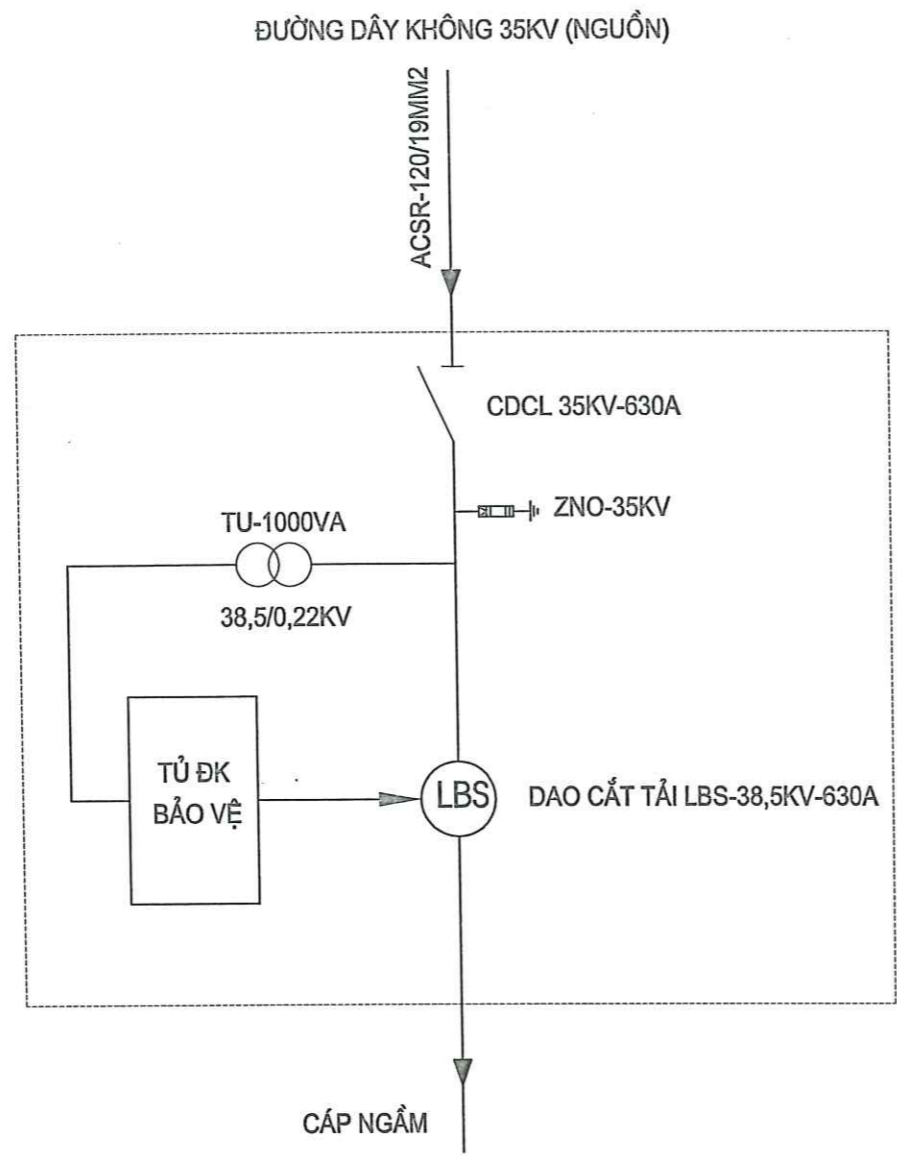 ĐƯỜNG DÂY KHÔNG 35KV (NGUỒN)
ACSR-120/19MM2
CDCL 35KV-630A
ZNO-35KV
TU-1000VA
38,5/0,22KV
TỦ ĐK
BẢO VỆ
LBS
DAO CẮT TẢI LBS-38,5KV-630A
CÁP NGẦM